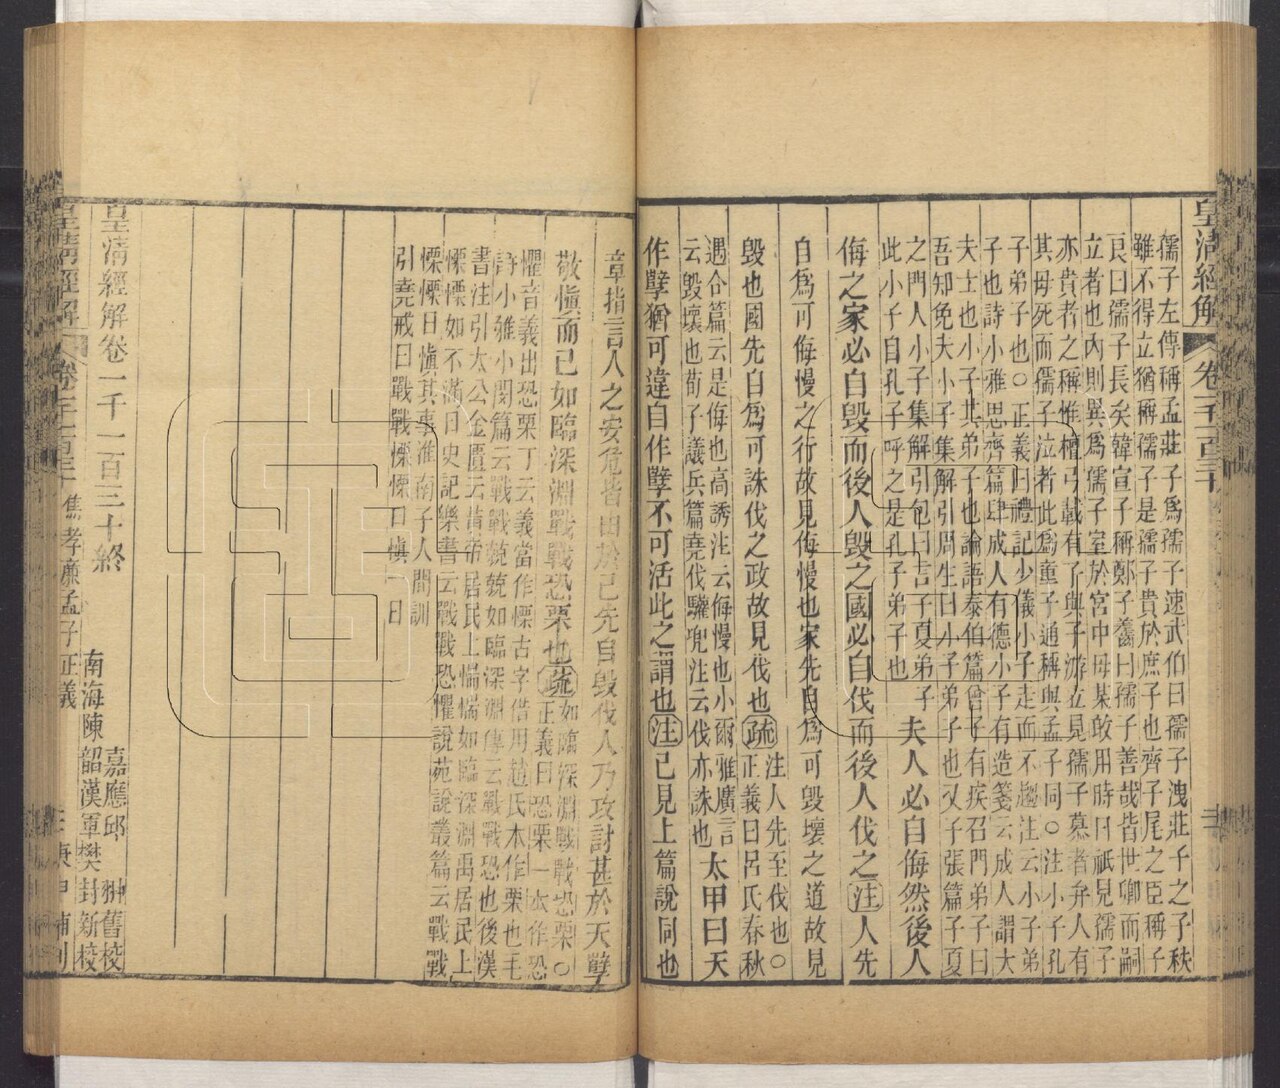 皇清經解
卷一千一百三十
孺子左傳稱孟莊子爲孺子速武伯曰孺子洩莊子之子秩
雖不得立猶稱孺子是孺子貴於庶子也齊子尾之臣稱子
良曰孺子長矣韓宣子稱鄭子齹曰孺子善哉皆世卿而嗣
立者也內則異爲孺子室於宮中母某敢用時日祇見孺子
亦貴者之稱惟檀弓載有子與子游立見孺子慕者弁人有
其母死而孺子泣者此爲童子通稱與孟子同○注小子孔
子弟子也○正義曰禮記少儀小子走而不趨注云小子弟
子也詩小雅思齊篇肆成人有德小子有造箋云成人謂大
夫士也小子其弟子也論語泰伯篇曾子有疾召門弟子曰
吾知免夫小子集解引周生曰小子弟子也又子張篇子夏
之門人小子集解引包曰言子夏弟子
此小子自孔子呼之是孔子弟子也
夫人必自侮然後人
侮之家必自毀而後人毀之國必自伐而後人伐之注人先
自爲可侮慢之行故見侮慢也家先自爲可毀壞之道故見
毀也國先自爲可誅伐之政故見伐也疏
注人先至伐也○
正義曰呂氏春秋
遇合篇云是侮也高誘注云侮慢也小爾雅廣言
云毀壞也荀子議兵篇堯伐驩兜注云伐亦誅也
太甲曰天
作孽猶可違自作孽不可活此之謂也注已見上篇說同也
章指言人之安危皆由於己先自毀伐人乃攻討甚於天孽
敬愼而已如臨深淵戰戰恐栗也疏
如臨深淵戰戰恐栗○
正義曰恐栗一本作恐
懼音義出恐栗丁云義當作慄古字借用趙氏本作栗也毛
詩小雅小閔篇云戰戰兢兢如臨深淵傳云戰戰恐也後漢
書注引太公金匱云黃帝居民上惴惴如臨深淵禹居民上
慄慄如不滿日史記樂書云戰戰恐懼說苑說叢篇云戰戰
慄慄日愼其事淮南子人間訓
引堯戒曰戰戰慄慄日愼一日
皇清經解卷一千一百三十終
嘉應邱翀舊校
南海陳韶漢軍樊封新校
皇清經解
焦孝廉孟子正義
庚申補刊